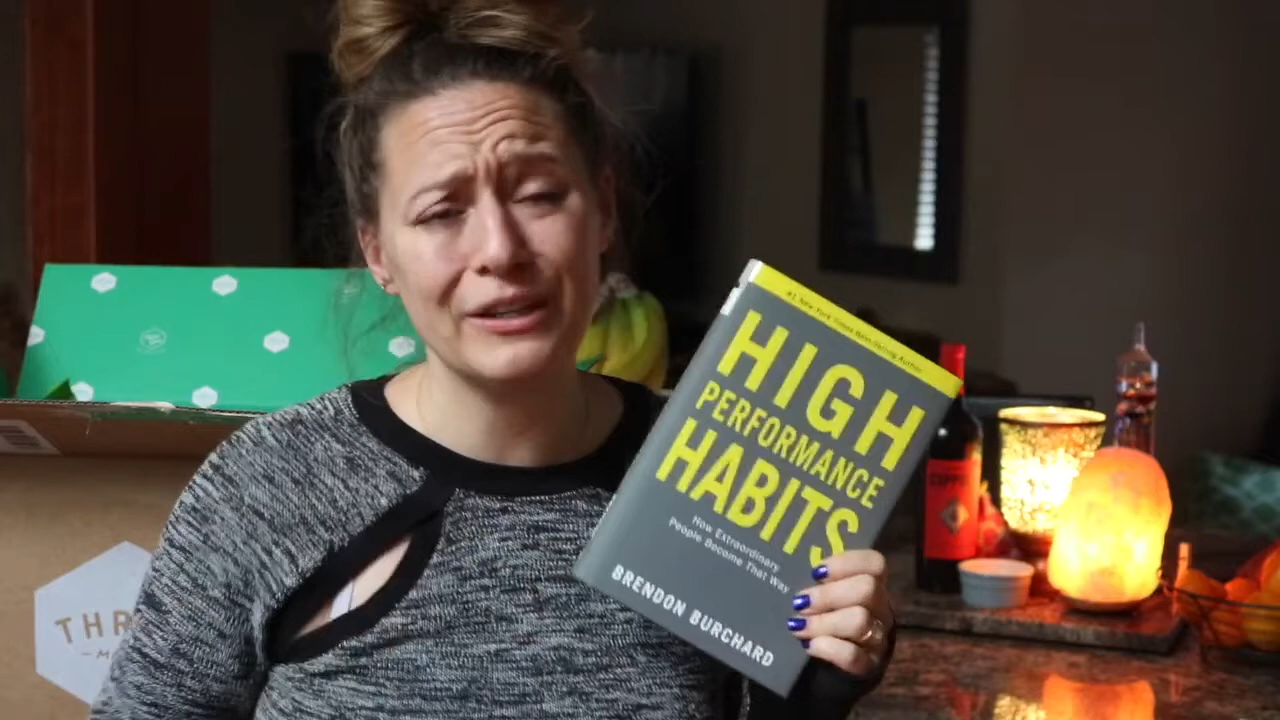 #1 New York Times Best-Selling Author
HIGH
PERFORMANCE
HABITS
How Extraordinary
People Become That Way
BRENDON BURCHARD
THR
COPPO